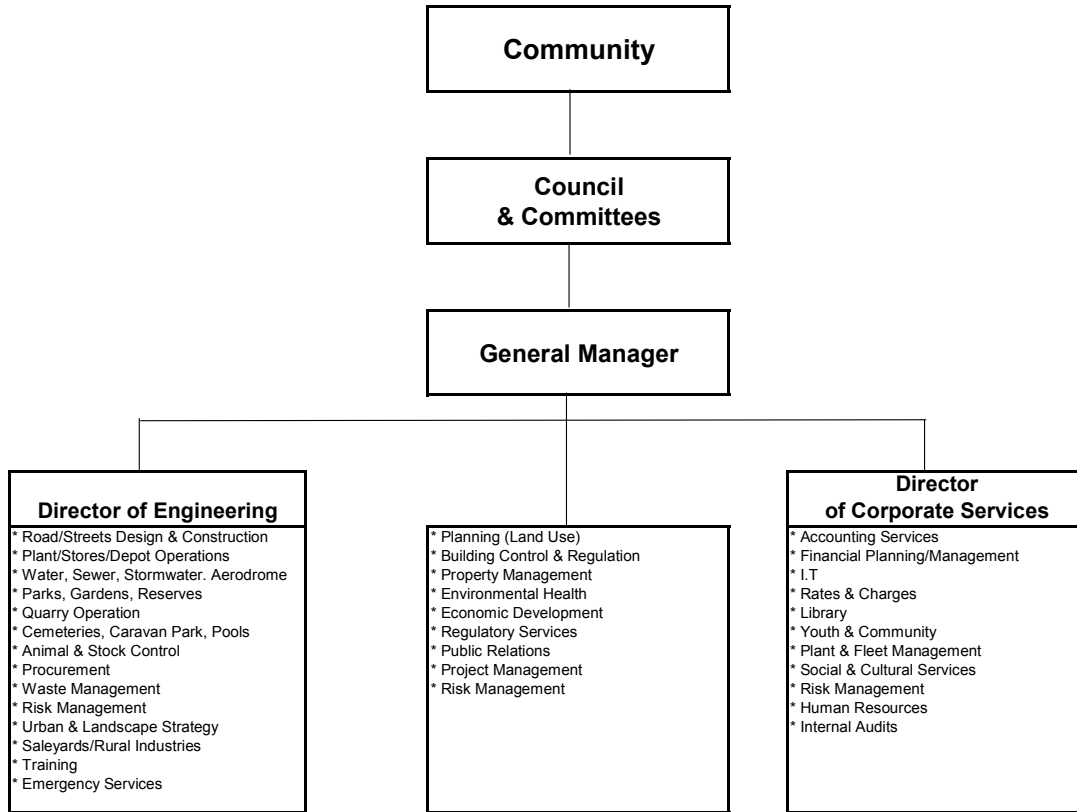 Community
Council
& Committees
General Manager
Director of Engineering
* Road/Streets Design & Construction
* Plant/Stores/Depot Operations
* Water, Sewer, Stormwater. Aerodrome
* Parks, Gardens, Reserves
* Quarry Operation
* Cemeteries, Caravan Park, Pools
* Animal & Stock Control
* Procurement
* Waste Management
* Risk Management
* Urban & Landscape Strategy
* Saleyards/Rural Industries
* Training
* Emergency Services
* Planning (Land Use)
* Building Control & Regulation
* Property Management
* Environmental Health
* Economic Development
* Regulatory Services
* Public Relations
* Project Management
* Risk Management
Director
of Corporate Services
* Accounting Services
* Financial Planning/Management
* I.T
* Rates & Charges
* Library
* Youth & Community
* Plant & Fleet Management
* Social & Cultural Services
* Risk Management
* Human Resources
* Internal Audits